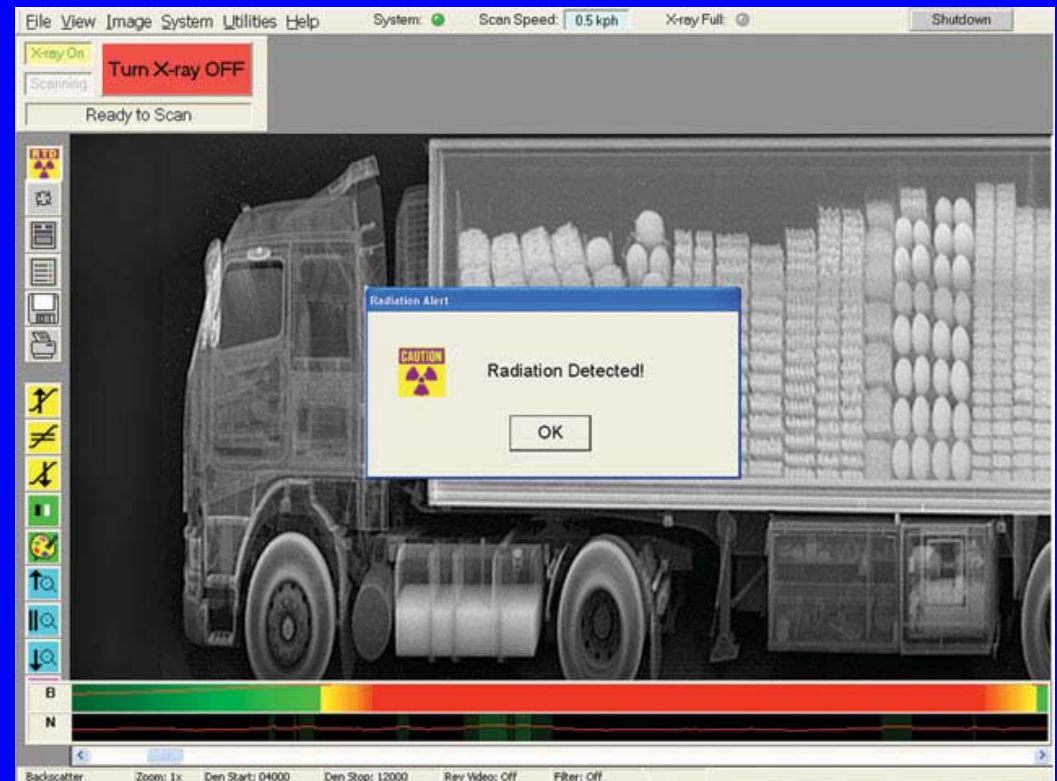 File View Image System Utilities Help System: Scan Speed: 0.5 kph X-ray Full: Shutdown
X-ray On
Turn X-ray OFF
Scanning
Ready to Scan
RTD
Radiation Alert
CAUTION
Radiation Detected!
OK
B
N
Backscatter Zoom: 1x Den Start: 04000 Den Stop: 12000 Rev Video: Off Filter: Off